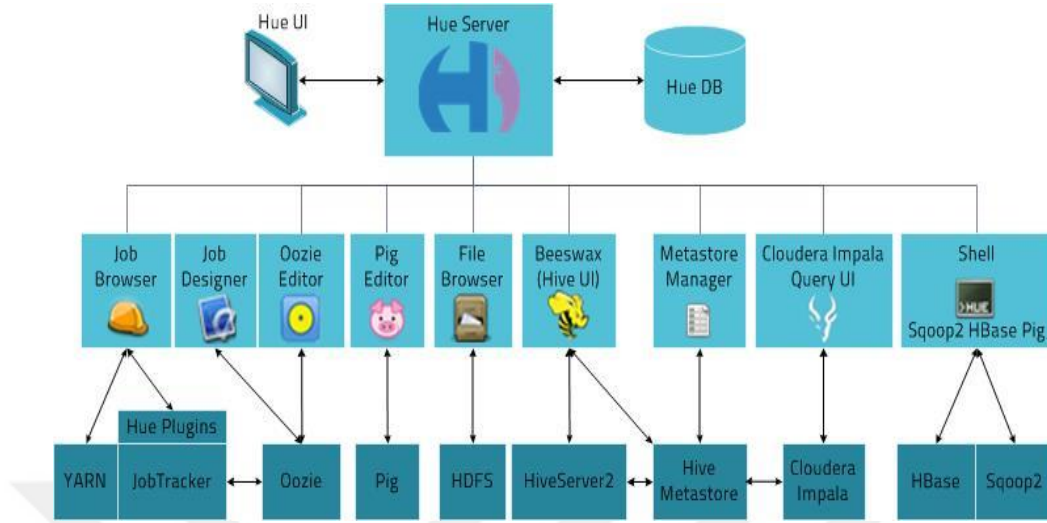 Hue UI
Hue Server
Hue DB
Job
Browser
Job
Designer
Oozie
Editor
Pig
Editor
File
Browser
Beeswax
(Hive UI)
Metastore
Manager
Cloudera Impala
Query UI
Shell
>HUE
Sqoop2 HBase Pig
Hue Plugins
YARN
JobTracker
Oozie
Pig
HDFS
HiveServer2
Hive
Metastore
Cloudera
Impala
HBase
Sqoop2